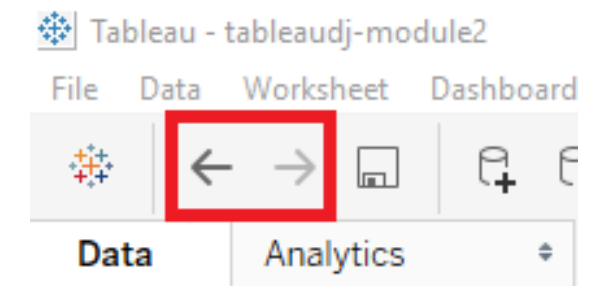 Tableau - tableaudj-module2
File Data Worksheet Dashboard
Data Analytics